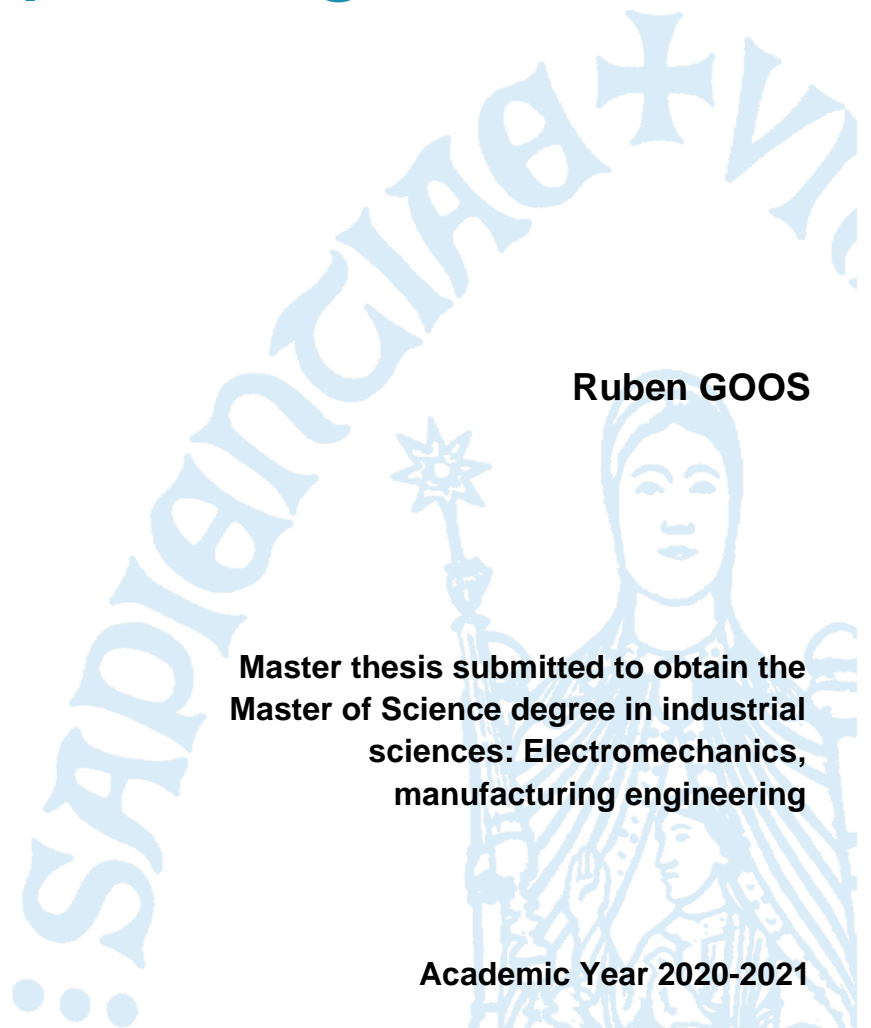 SAPIENTIAE
Ruben GOOS
Master thesis submitted to obtain the
Master of Science degree in industrial
sciences: Electromechanics,
manufacturing engineering
Academic Year 2020-2021